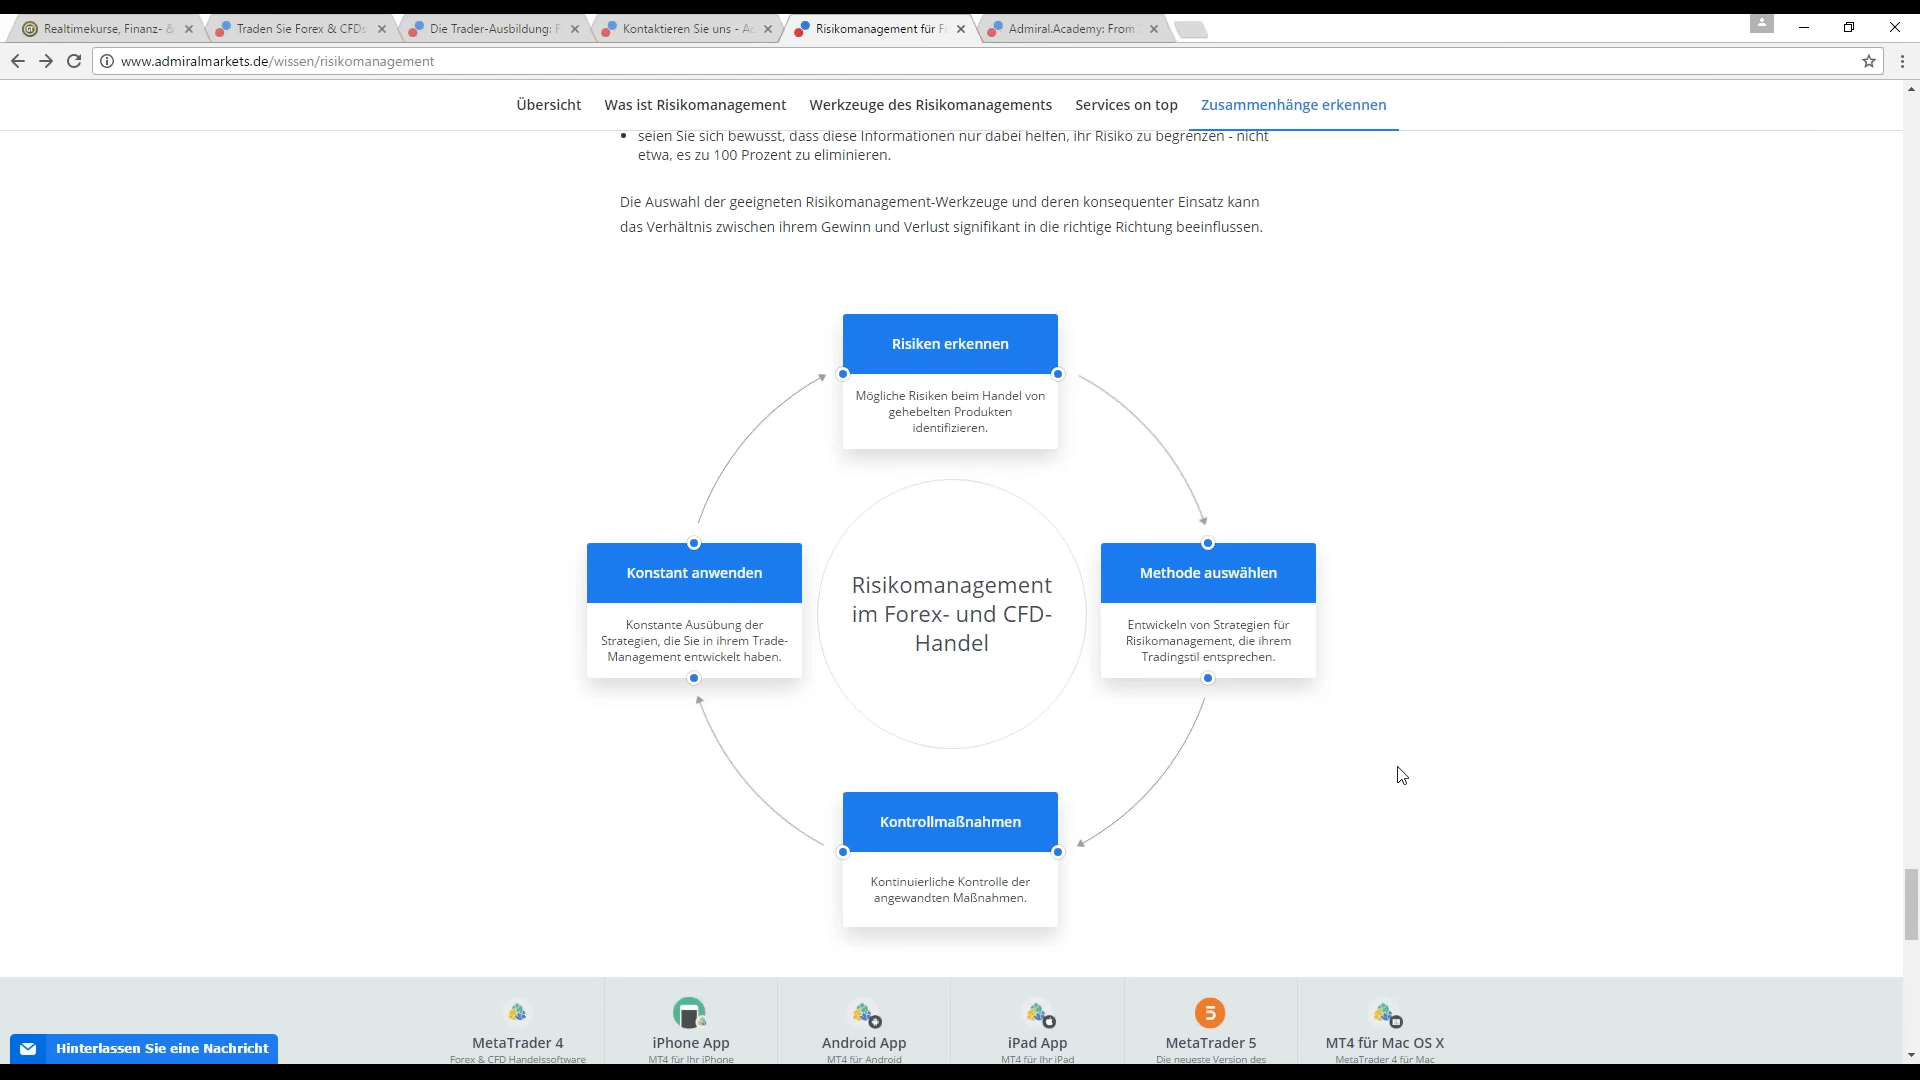 Realtimekurse, Finanz- &
Traden Sie Forex & CFDs
Die Trader-Ausbildung: F
Kontaktieren Sie uns - Ad
Risikomanagement für Fo
Admiral.Academy: From
www.admiralmarkets.de/wissen/risikomanagement
Übersicht
Was ist Risikomanagement
Werkzeuge des Risikomanagements
Services on top
Zusammenhänge erkennen
• seien Sie sich bewusst, dass diese Informationen nur dabei helfen, ihr Risiko zu begrenzen - nicht
etwa, es zu 100 Prozent zu eliminieren.
Die Auswahl der geeigneten Risikomanagement-Werkzeuge und deren konsequenter Einsatz kann
das Verhältnis zwischen ihrem Gewinn und Verlust signifikant in die richtige Richtung beeinflussen.
Risiken erkennen
Mögliche Risiken beim Handel von
gehebelten Produkten
identifizieren.
Konstant anwenden
Konstante Ausübung der
Strategien, die Sie in ihrem Trade-
Management entwickelt haben.
Risikomanagement
im Forex- und CFD-
Handel
Methode auswählen
Entwickeln von Strategien für
Risikomanagement, die ihrem
Tradingstil entsprechen.
Kontrollmaßnahmen
Kontinuierliche Kontrolle der
angewandten Maßnahmen.
MetaTrader 4
Forex & CFD Handelssoftware
iPhone App
MT4 für Ihr iPhone
Android App
MT4 für Android
iPad App
MT4 für Ihr iPad
5
MetaTrader 5
Die neueste Version des
MT4 für Mac OS X
MetaTrader 4 für Mac
Hinterlassen Sie eine Nachricht